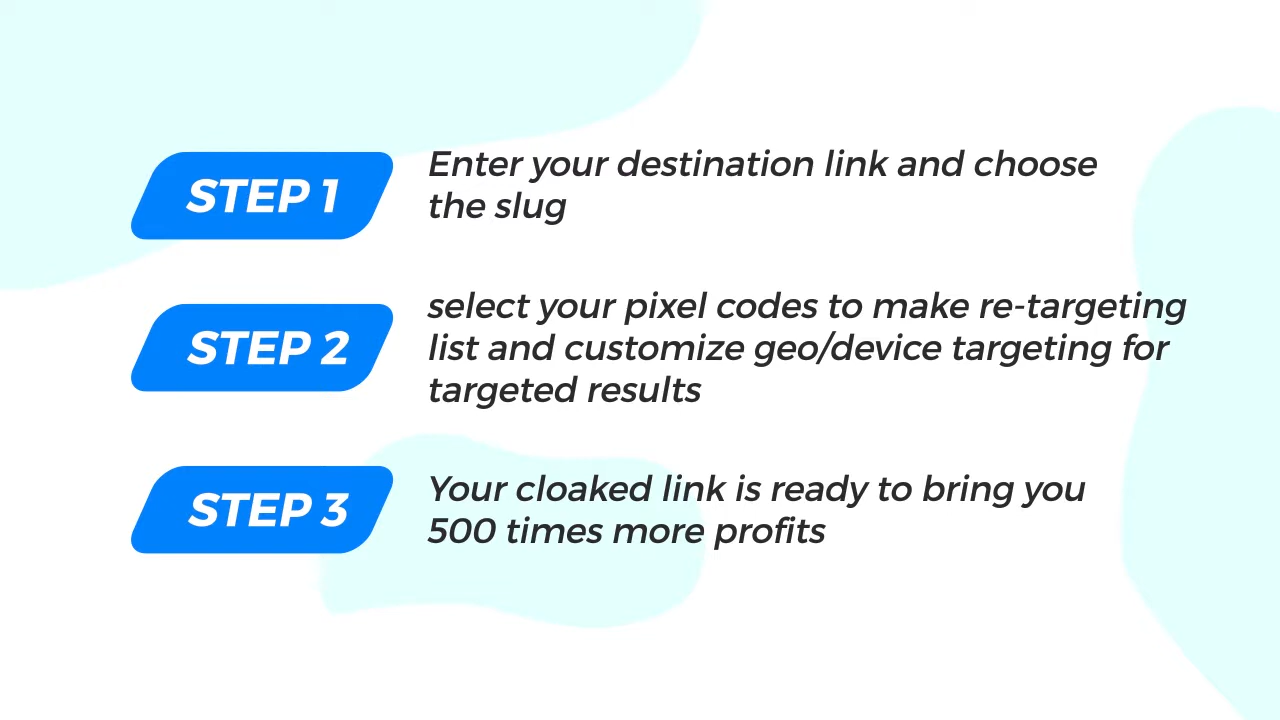 STEP 1
Enter your destination link and choose
the slug
STEP 2
select your pixel codes to make re-targeting
list and customize geo/device targeting for
targeted results
STEP 3
Your cloaked link is ready to bring you
500 times more profits